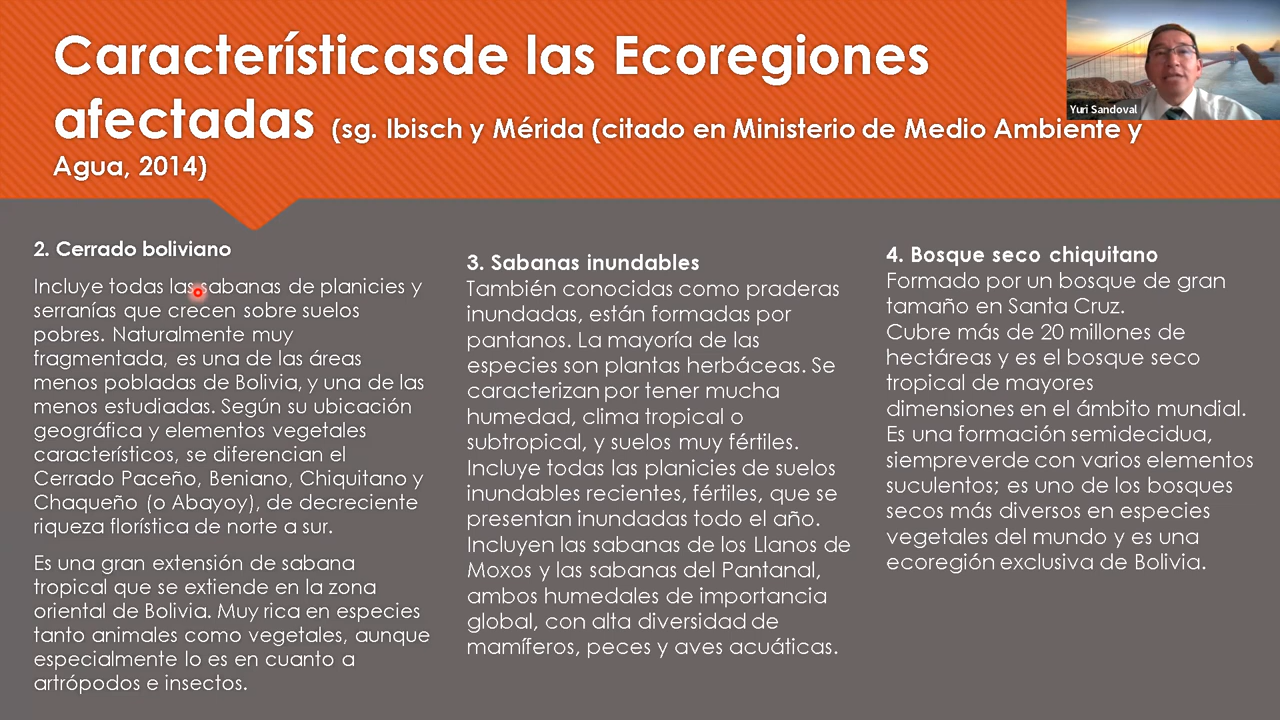 Característicasde las Ecoregiones
afectadas (sg. Ibisch y Mérida (citado en Ministerio de Medio Ambiente y
Agua, 2014)
Yuri Sandoval
2. Cerrado boliviano
Incluye todas las sabanas de planicies y
serranías que crecen sobre suelos
pobres. Naturalmente muy
fragmentada, es una de las áreas
menos pobladas de Bolivia, y una de las
menos estudiadas. Según su ubicación
geográfica y elementos vegetales
característicos, se diferencian el
Cerrado Paceño, Beniano, Chiquitano y
Chaqueño (o Abayoy), de decreciente
riqueza florística de norte a sur.
Es una gran extensión de sabana
tropical que se extiende en la zona
oriental de Bolivia. Muy rica en especies
tanto animales como vegetales, aunque
especialmente lo es en cuanto a
artrópodos e insectos.
3. Sabanas inundables
También conocidas como praderas
inundadas, están formadas por
pantanos. La mayoría de las
especies son plantas herbáceas. Se
caracterizan por tener mucha
humedad, clima tropical o
subtropical, y suelos muy fértiles.
Incluye todas las planicies de suelos
inundables recientes, fértiles, que se
presentan inundadas todo el año.
Incluyen las sabanas de los Llanos de
Moxos y las sabanas del Pantanal,
ambos humedales de importancia
global, con alta diversidad de
mamíferos, peces y aves acuáticas.
4. Bosque seco chiquitano
Formado por un bosque de gran
tamaño en Santa Cruz.
Cubre más de 20 millones de
hectáreas y es el bosque seco
tropical de mayores
dimensiones en el ámbito mundial.
Es una formación semidecidua,
siempreverde con varios elementos
suculentos; es uno de los bosques
secos más diversos en especies
vegetales del mundo y es una
ecoregión exclusiva de Bolivia.